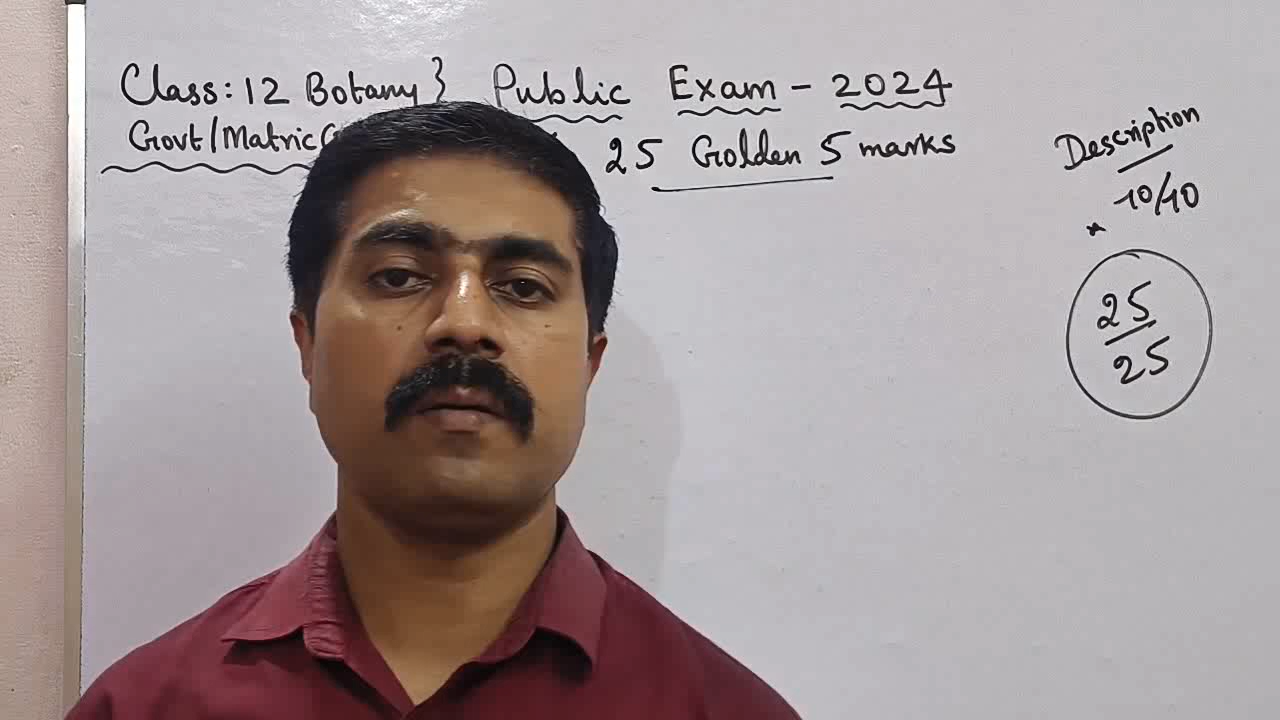 Class: 12 Botany } Public Exam - 2024
Govt/Matric
25 Golden 5 marks
Description
10/10
25
25